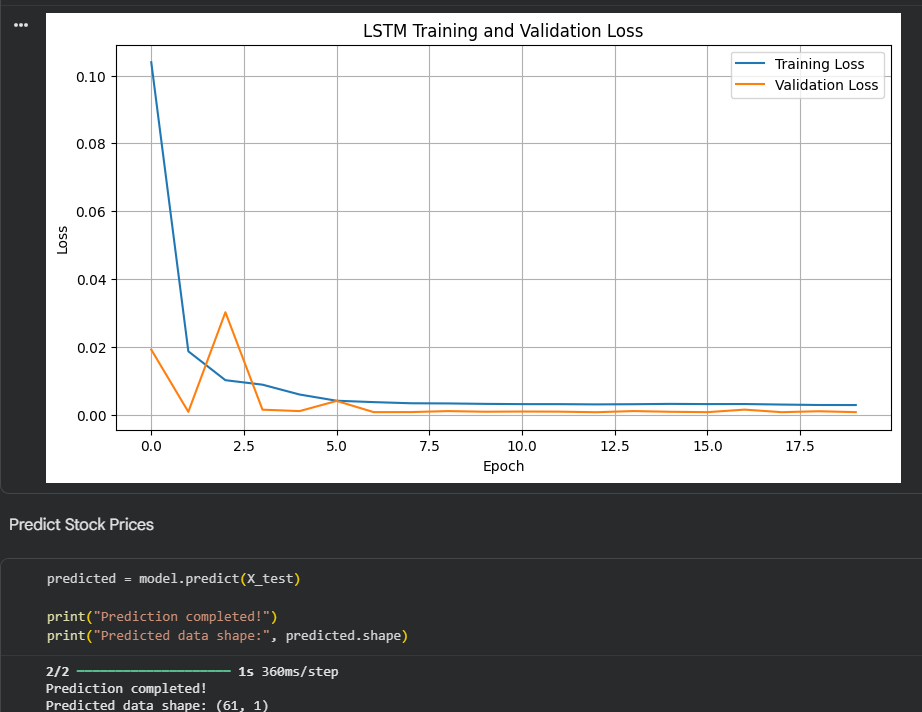 LSTM Training and Validation Loss
Training Loss
Validation Loss
0.10
0.08
0.06
0.04
0.02
0.00
Loss
0.0 2.5 5.0 7.5 10.0 12.5 15.0 17.5
Epoch
Predict Stock Prices
predicted = model.predict(X_test)
print("Prediction completed!")
print("Predicted data shape:", predicted.shape)
2/2 ━━━━━━━━━━━━━━━━━━━━ 1s 360ms/step
Prediction completed!
Predicted data shape: (61, 1)